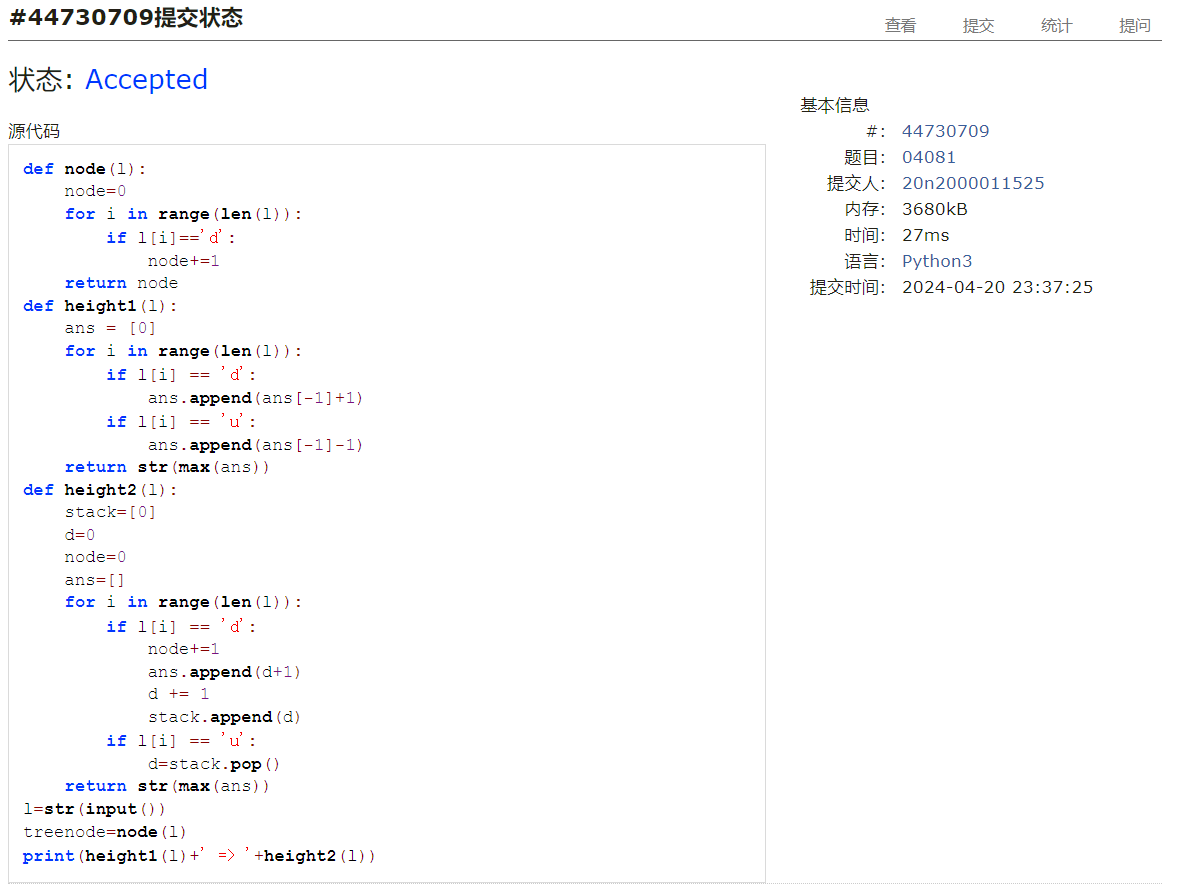 #44730709提交状态
查看 提交 统计 提问
状态: Accepted
源代码
def node(l):
    node=0
    for i in range(len(l)):
        if l[i]=='d':
            node+=1
    return node
def height1(l):
    ans = [0]
    for i in range(len(l)):
        if l[i] == 'd':
            ans.append(ans[-1]+1)
        if l[i] == 'u':
            ans.append(ans[-1]-1)
    return str(max(ans))
def height2(l):
    stack=[0]
    d=0
    node=0
    ans=[]
    for i in range(len(l)):
        if l[i] == 'd':
            node+=1
            ans.append(d+1)
            d += 1
            stack.append(d)
        if l[i] == 'u':
            d=stack.pop()
    return str(max(ans))
l=str(input())
treenode=node(l)
print(height1(l)+' => '+height2(l))
基本信息
#: 44730709
题目: 04081
提交人: 20n2000011525
内存: 3680kB
时间: 27ms
语言: Python3
提交时间: 2024-04-20 23:37:25